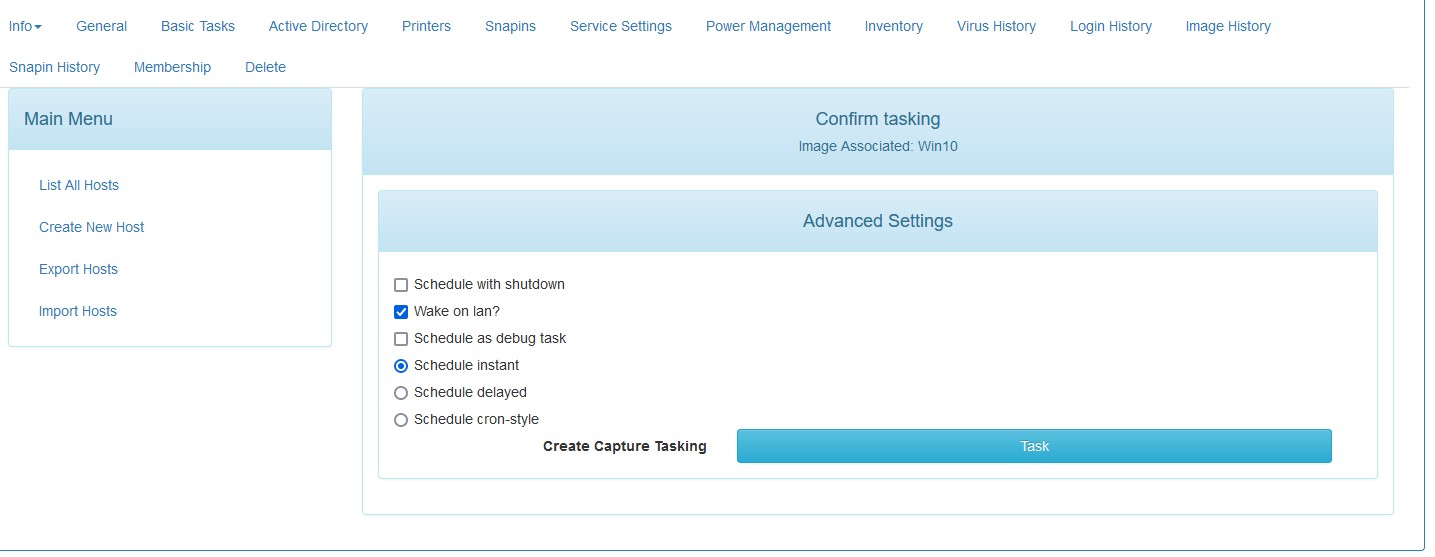 Info General Basic Tasks Active Directory Printers Snapins Service Settings Power Management Inventory Virus History Login History Image History
Snapin History Membership Delete
Main Menu
List All Hosts
Create New Host
Export Hosts
Import Hosts
Confirm tasking
Image Associated: Win10
Advanced Settings
Schedule with shutdown
Wake on lan?
Schedule as debug task
Schedule instant
Schedule delayed
Schedule cron-style
Create Capture Tasking Task